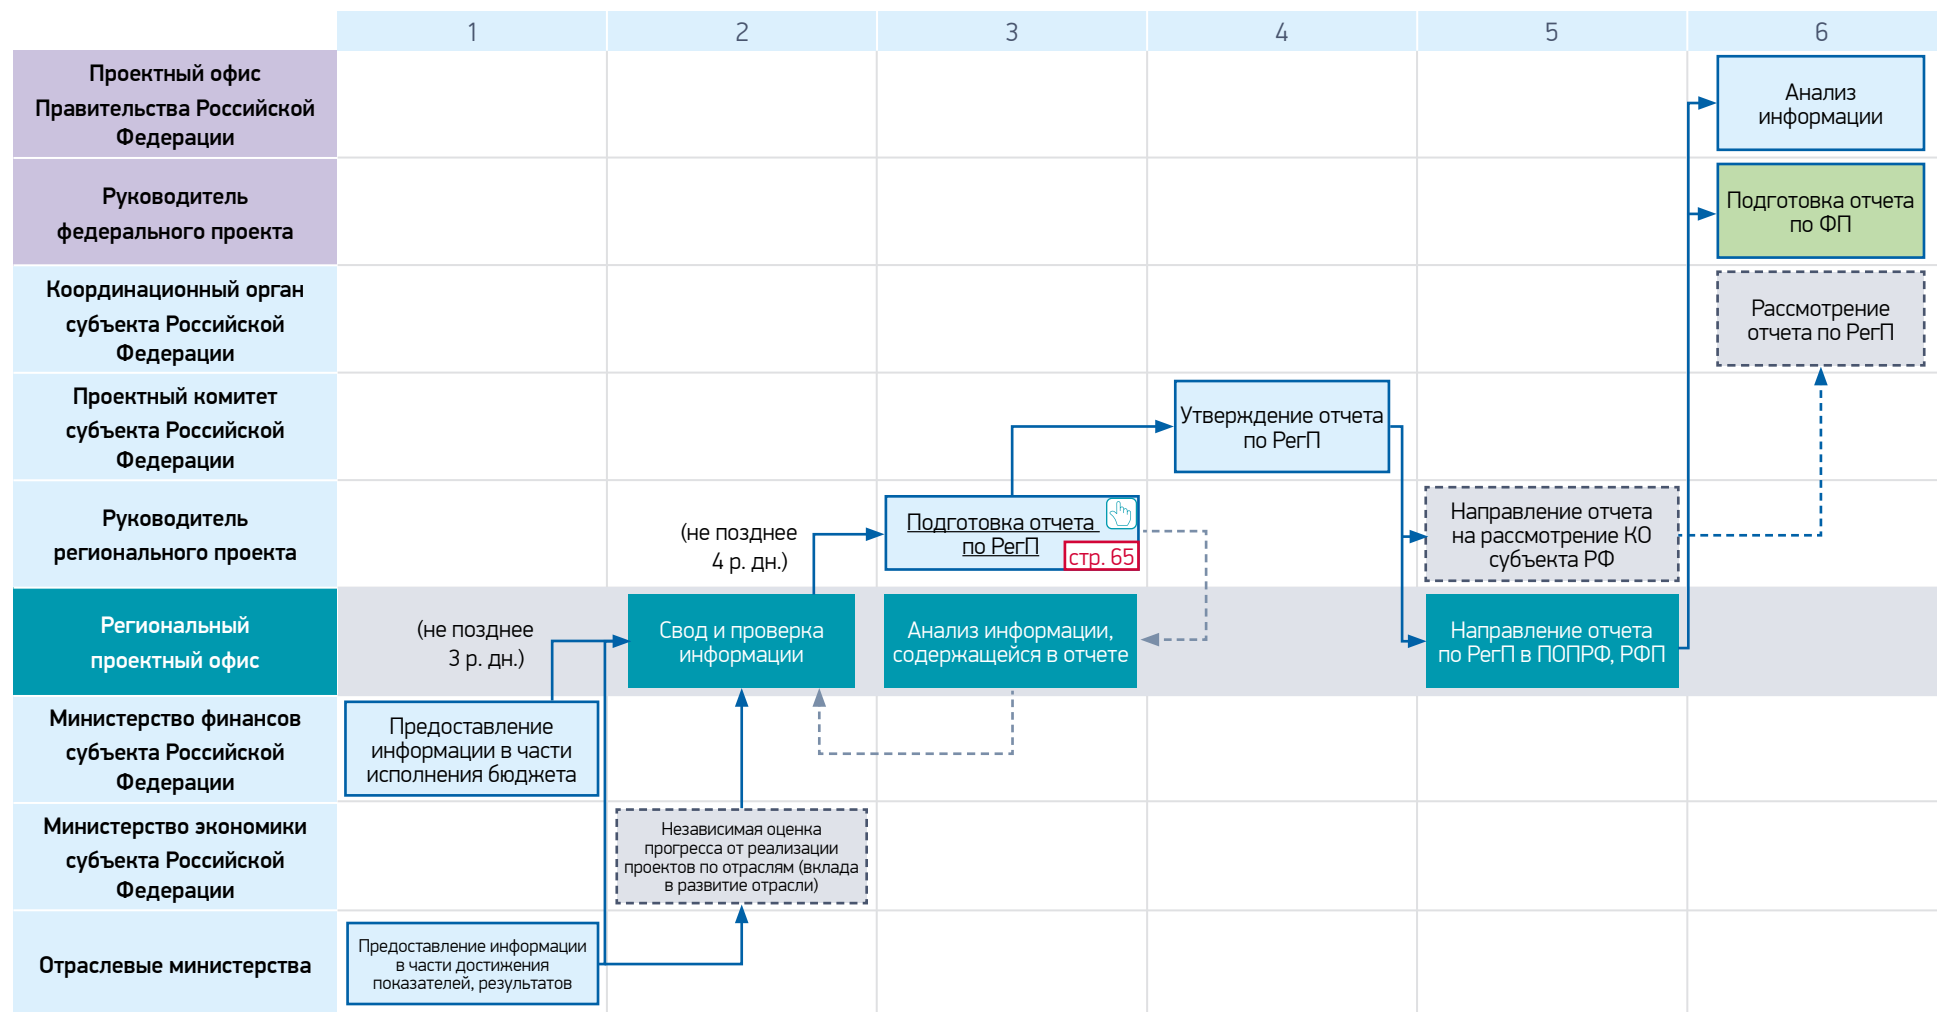 1
2
3
4
5
6
Проектный офис
Правительства Российской
Федерации
Анализ
информации
Руководитель
федерального проекта
Подготовка отчета
по ФП
Координационный орган
субъекта Российской
Федерации
Рассмотрение
отчета по РегП
Проектный комитет
субъекта Российской
Федерации
Утверждение отчета
по РегП
Руководитель
регионального проекта
(не позднее
4 р. дн.)
Подготовка отчета
по РегП
стр. 65
Направление отчета
на рассмотрение КО
субъекта РФ
Региональный
проектный офис
(не позднее
3 р. дн.)
Свод и проверка
информации
Анализ информации,
содержащейся в отчете
Направление отчета
по РегП в ПОПРФ, РФП
Министерство финансов
субъекта Российской
Федерации
Предоставление
информации в части
исполнения бюджета
Министерство экономики
субъекта Российской
Федерации
Независимая оценка
прогресса от реализации
проектов по отраслям (вклада
в развитие отрасли)
Отраслевые министерства
Предоставление информации
в части достижения
показателей, результатов